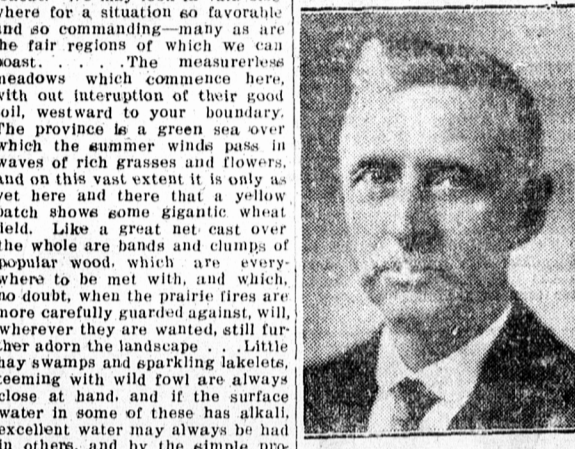 where for a situation so favorable
and so commanding—many as are
the fair regions of which we can
boast. . . . .The measurerless
meadows which commence here,
with out interuption of their good
soil, westward to your boundary.
The province is a green sea over
which the summer winds pass in
waves of rich grasses and flowers,
and on this vast extent it is only as
yet here and there that a yellow
patch shows some gigantic wheat
field. Like a great net cast over
the whole are bands and clumps of
popular wood, which are every-
where to be met with, and which,
no doubt, when the prairie fires are
more carefully guarded against, will,
wherever they are wanted, still fur-
ther adorn the landscape . . .Little
hay swamps and sparkling lakelets,
teeming with wild fowl are always
close at hand, and if the surface
water in some of these has alkali,
excellent water may always be had
in others, and by the simple pro-